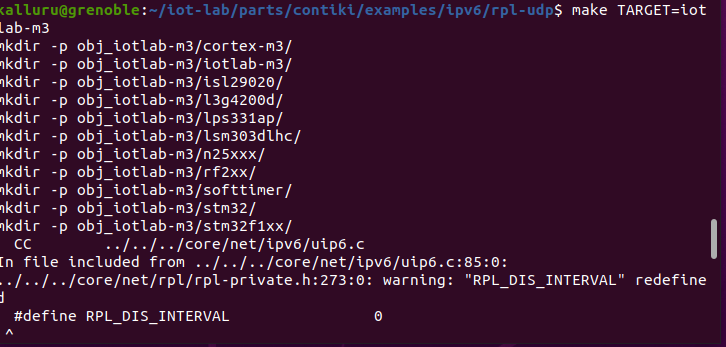 kalluru@grenoble:~/iot-lab/parts/contiki/examples/ipv6/rpl-udp$ make TARGET=iot
lab-m3
mkdir -p obj_iotlab-m3/cortex-m3/
mkdir -p obj_iotlab-m3/iotlab-m3/
mkdir -p obj_iotlab-m3/isl29020/
mkdir -p obj_iotlab-m3/l3g4200d/
mkdir -p obj_iotlab-m3/lps331ap/
mkdir -p obj_iotlab-m3/lsm303dlhc/
mkdir -p obj_iotlab-m3/n25xxx/
mkdir -p obj_iotlab-m3/rf2xx/
mkdir -p obj_iotlab-m3/softtimer/
mkdir -p obj_iotlab-m3/stm32/
mkdir -p obj_iotlab-m3/stm32f1xx/
CC ../../../core/net/ipv6/uip6.c
In file included from ../../../core/net/ipv6/uip6.c:85:0:
../../../core/net/rpl/rpl-private.h:273:0: warning: "RPL_DIS_INTERVAL" redefine
d
#define RPL_DIS_INTERVAL 0
^